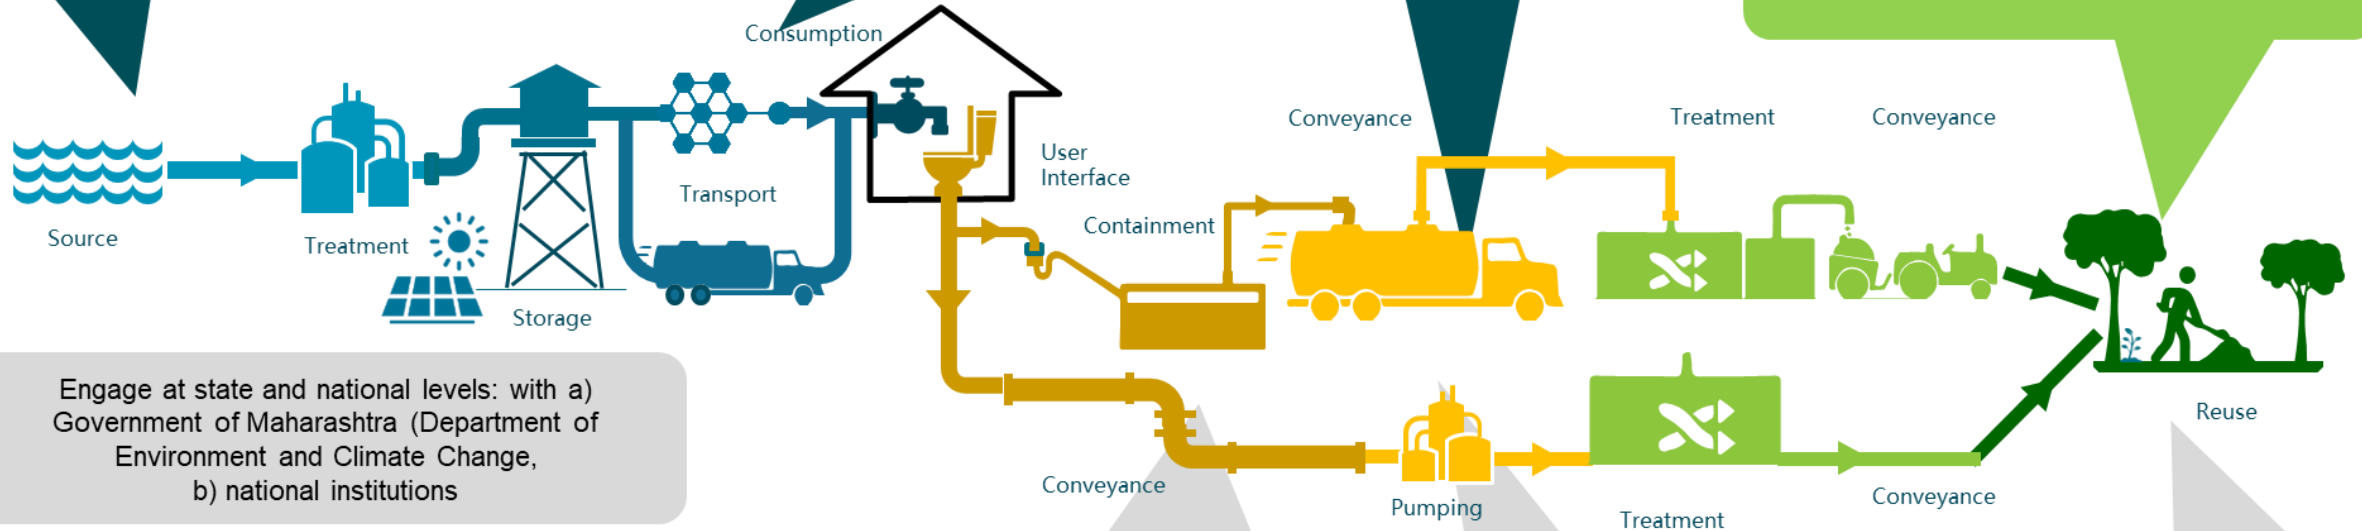 Consumption
Conveyance
Treatment
Conveyance
User
Interface
Transport
Containment
Source
Treatment
Storage
Engage at state and national levels: with a)
Government of Maharashtra (Department of
Environment and Climate Change,
b) national institutions
Reuse
Conveyance
Pumping
Conveyance
Treatment